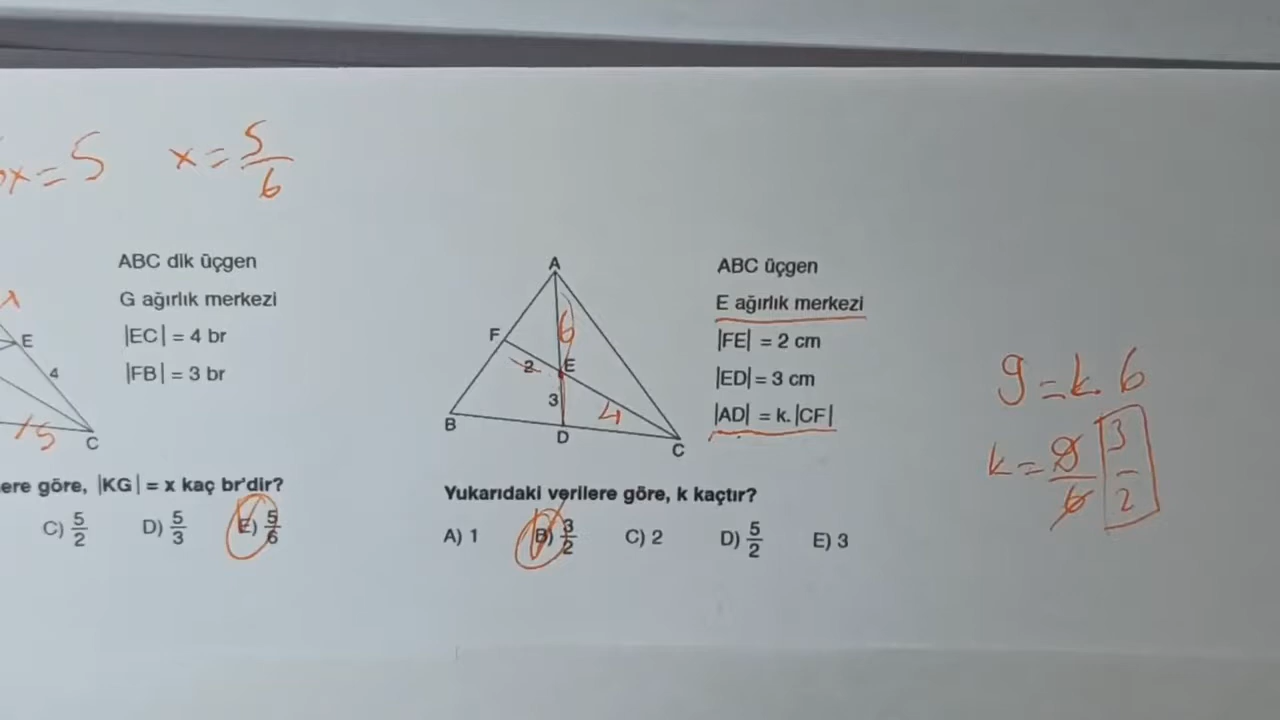 x = 5
x = 5/6
ABC dik üçgen
G ağırlık merkezi
|EC| = 4 br
|FB| = 3 br
E
4
15
C
ere göre, |KG| = x kaç br'dir?
C) 5/2 D) 5/3 E) 5/6
A
F
6
2
E
3
4
B
D
C
ABC üçgen
E ağırlık merkezi
|FE| = 2 cm
|ED| = 3 cm
|AD| = k. |CF|
Yukarıdaki verilere göre, k kaçtır?
A) 1 B) 3/2 C) 2 D) 5/2 E) 3
9 = k. 6
k = 9/6 3/2